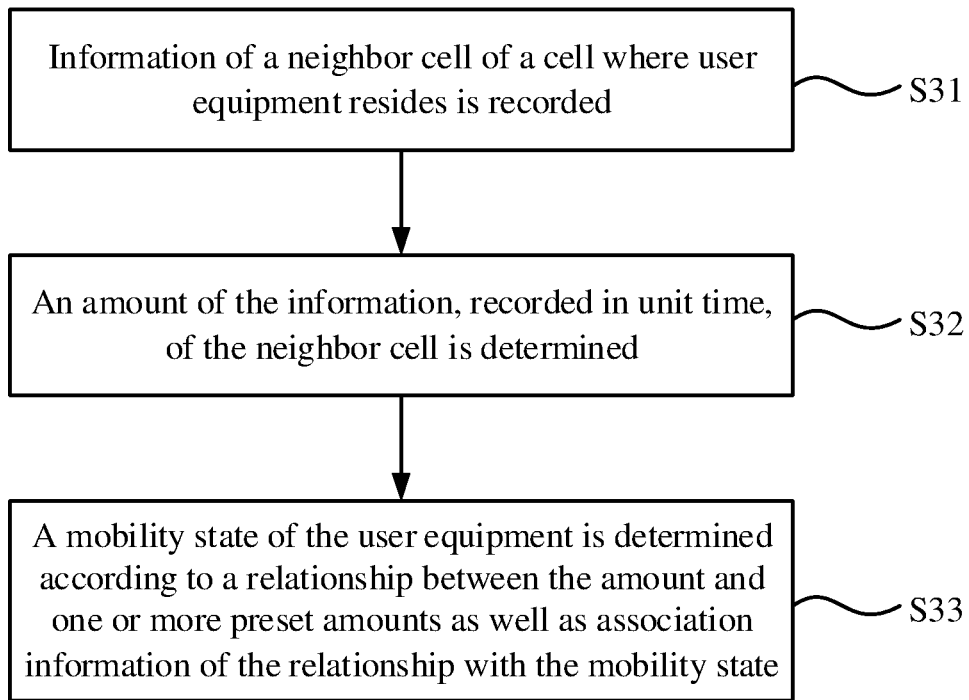 Information of a neighbor cell of a cell where user
equipment resides is recorded
S31
An amount of the information, recorded in unit time,
of the neighbor cell is determined
S32
A mobility state of the user equipment is determined
according to a relationship between the amount and
one or more preset amounts as well as association
information of the relationship with the mobility state
S33